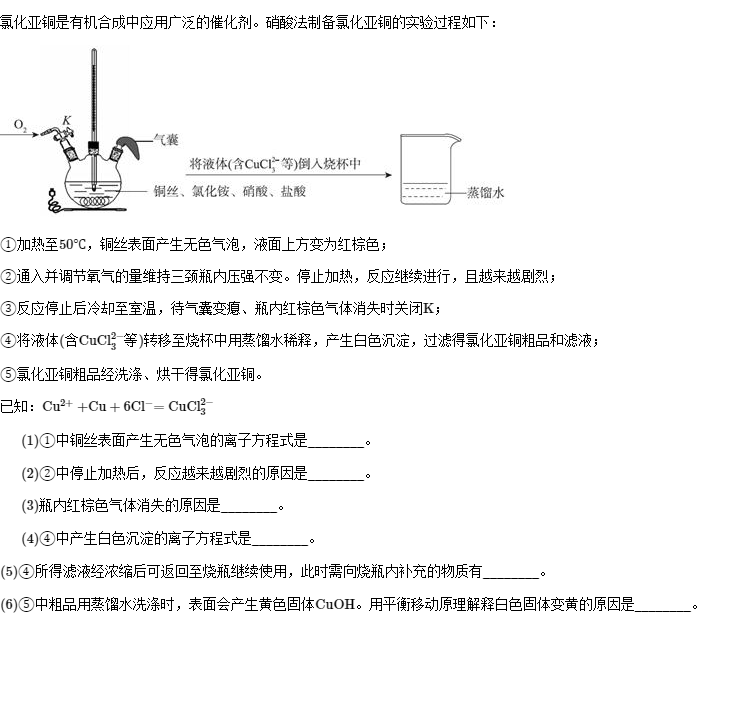 氯化亚铜是有机合成中应用广泛的催化剂。硝酸法制备氯化亚铜的实验过程如下：
O₂
K
气囊
铜丝、氯化铵、硝酸、盐酸
将液体(含CuCl₃²⁻等)倒入烧杯中
蒸馏水
①加热至50℃，铜丝表面产生无色气泡，液面上方变为红棕色；
②通入并调节氧气的量维持三颈瓶内压强不变。停止加热，反应继续进行，且越来越剧烈；
③反应停止后冷却至室温，待气囊变瘪、瓶内红棕色气体消失时关闭K；
④将液体(含CuCl₃²⁻等)转移至烧杯中用蒸馏水稀释，产生白色沉淀，过滤得氯化亚铜粗品和滤液；
⑤氯化亚铜粗品经洗涤、烘干得氯化亚铜。
已知：Cu²⁺+Cu+6Cl⁻=CuCl₃²⁻
(1)①中铜丝表面产生无色气泡的离子方程式是________。
(2)②中停止加热后，反应越来越剧烈的原因是________。
(3)瓶内红棕色气体消失的原因是________。
(4)④中产生白色沉淀的离子方程式是________。
(5)④所得滤液经浓缩后可返回至烧瓶继续使用，此时需向烧瓶内补充的物质有________。
(6)⑤中粗品用蒸馏水洗涤时，表面会产生黄色固体CuOH。用平衡移动原理解释白色固体变黄的原因是________。